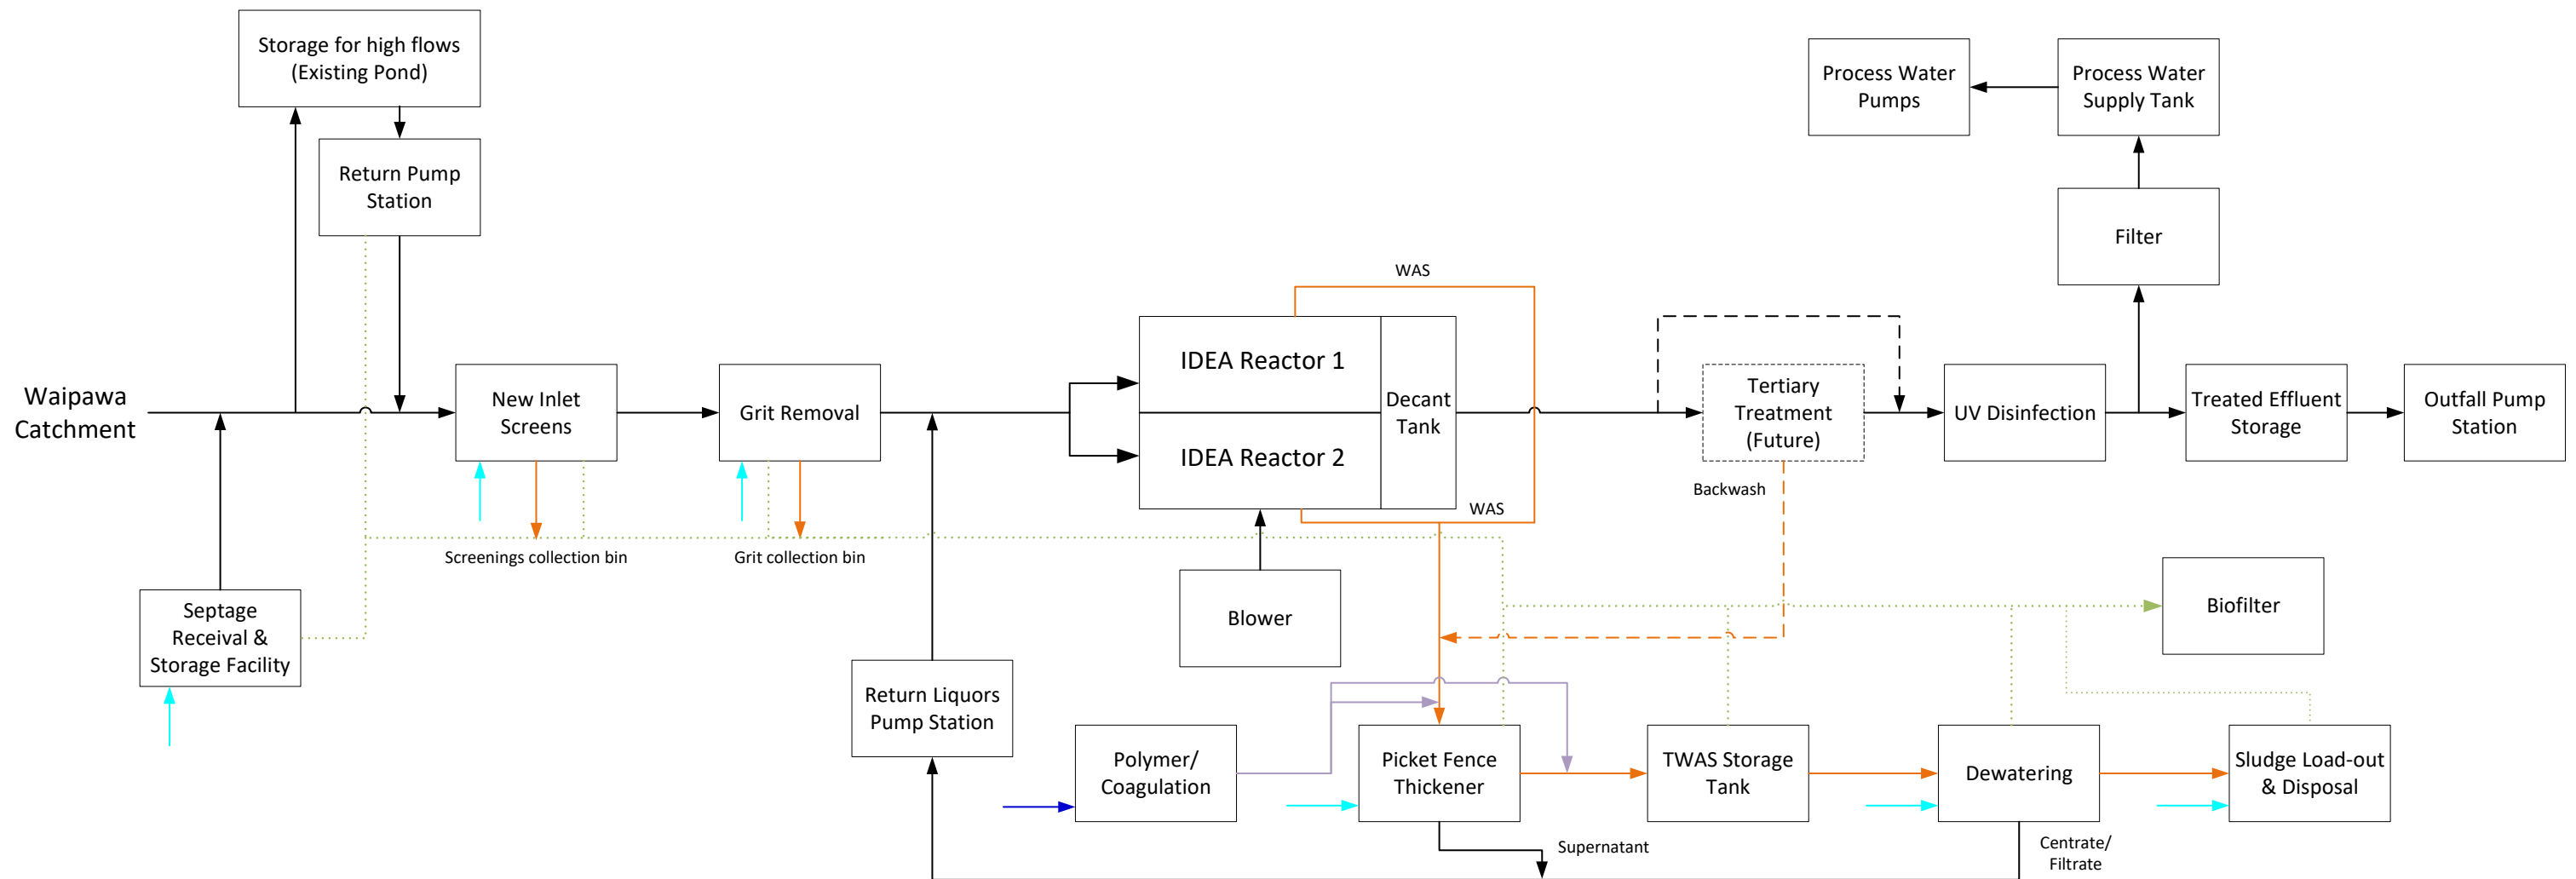 Storage for high flows
(Existing Pond)
Process Water
Pumps
Process Water
Supply Tank
Return Pump
Station
Filter
WAS
Waipawa
Catchment
New Inlet
Screens
Grit Removal
IDEA Reactor 1
IDEA Reactor 2
Decant
Tank
Tertiary
Treatment
(Future)
UV Disinfection
Treated Effluent
Storage
Outfall Pump
Station
Backwash
WAS
Screenings collection bin
Grit collection bin
Septage
Receival &
Storage Facility
Blower
Biofilter
Return Liquors
Pump Station
Polymer/
Coagulation
Picket Fence
Thickener
TWAS Storage
Tank
Dewatering
Sludge Load-out
& Disposal
Supernatant
Centrate/
Filtrate